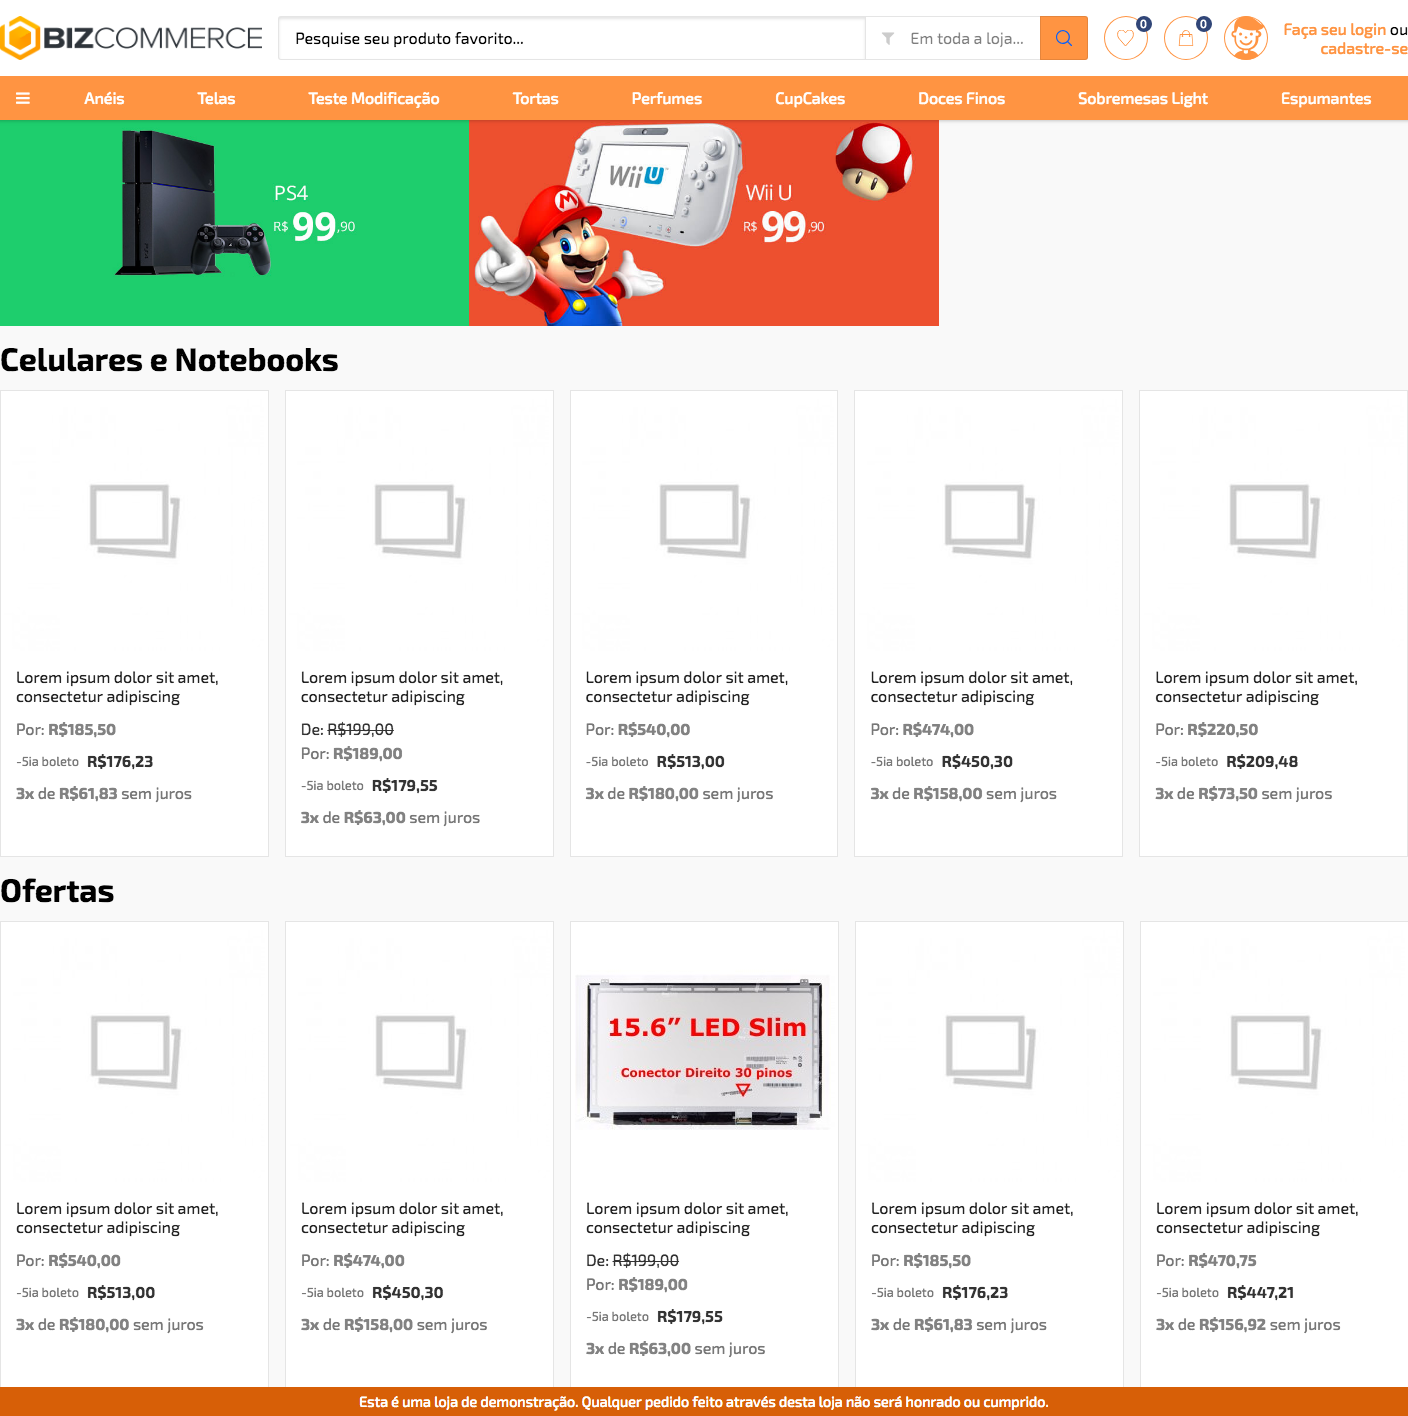 BIZCOMMERCE
Pesquise seu produto favorito...
Em toda a loja...
0
0
Faça seu login ou
cadastre-se
Anéis Telas Teste Modificação Tortas Perfumes CupCakes Doces Finos Sobremesas Light Espumantes
PS4
R$ 99,90
Wii U
Wii U
R$ 99,90
Celulares e Notebooks
Lorem ipsum dolor sit amet,
consectetur adipiscing
Por: R$185,50
-5ia boleto R$176,23
3x de R$61,83 sem juros
Lorem ipsum dolor sit amet,
consectetur adipiscing
De: R$199,00
Por: R$189,00
-5ia boleto R$179,55
3x de R$63,00 sem juros
Lorem ipsum dolor sit amet,
consectetur adipiscing
Por: R$540,00
-5ia boleto R$513,00
3x de R$180,00 sem juros
Lorem ipsum dolor sit amet,
consectetur adipiscing
Por: R$474,00
-5ia boleto R$450,30
3x de R$158,00 sem juros
Lorem ipsum dolor sit amet,
consectetur adipiscing
Por: R$220,50
-5ia boleto R$209,48
3x de R$73,50 sem juros
Ofertas
Lorem ipsum dolor sit amet,
consectetur adipiscing
Por: R$540,00
-5ia boleto R$513,00
3x de R$180,00 sem juros
Lorem ipsum dolor sit amet,
consectetur adipiscing
Por: R$474,00
-5ia boleto R$450,30
3x de R$158,00 sem juros
15.6” LED Slim
Conector Direito 30 pinos
Lorem ipsum dolor sit amet,
consectetur adipiscing
De: R$199,00
Por: R$189,00
-5ia boleto R$179,55
3x de R$63,00 sem juros
Lorem ipsum dolor sit amet,
consectetur adipiscing
Por: R$185,50
-5ia boleto R$176,23
3x de R$61,83 sem juros
Lorem ipsum dolor sit amet,
consectetur adipiscing
Por: R$470,75
-5ia boleto R$447,21
3x de R$156,92 sem juros
Esta é uma loja de demonstração. Qualquer pedido feito através desta loja não será honrado ou cumprido.